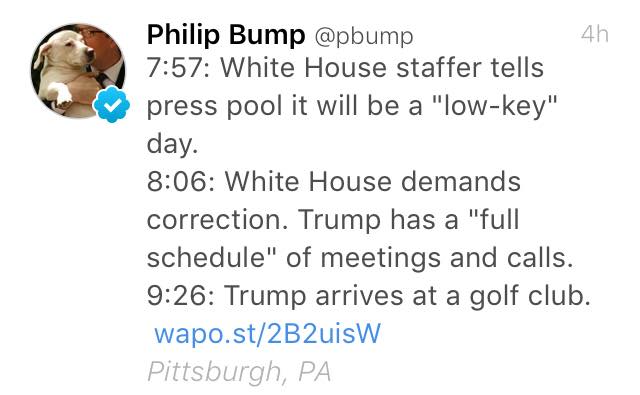 Philip Bump @pbump 4h
7:57: White House staffer tells
press pool it will be a "low-key"
day.
8:06: White House demands
correction. Trump has a "full
schedule" of meetings and calls.
9:26: Trump arrives at a golf club.
wapo.st/2B2uisW
Pittsburgh, PA